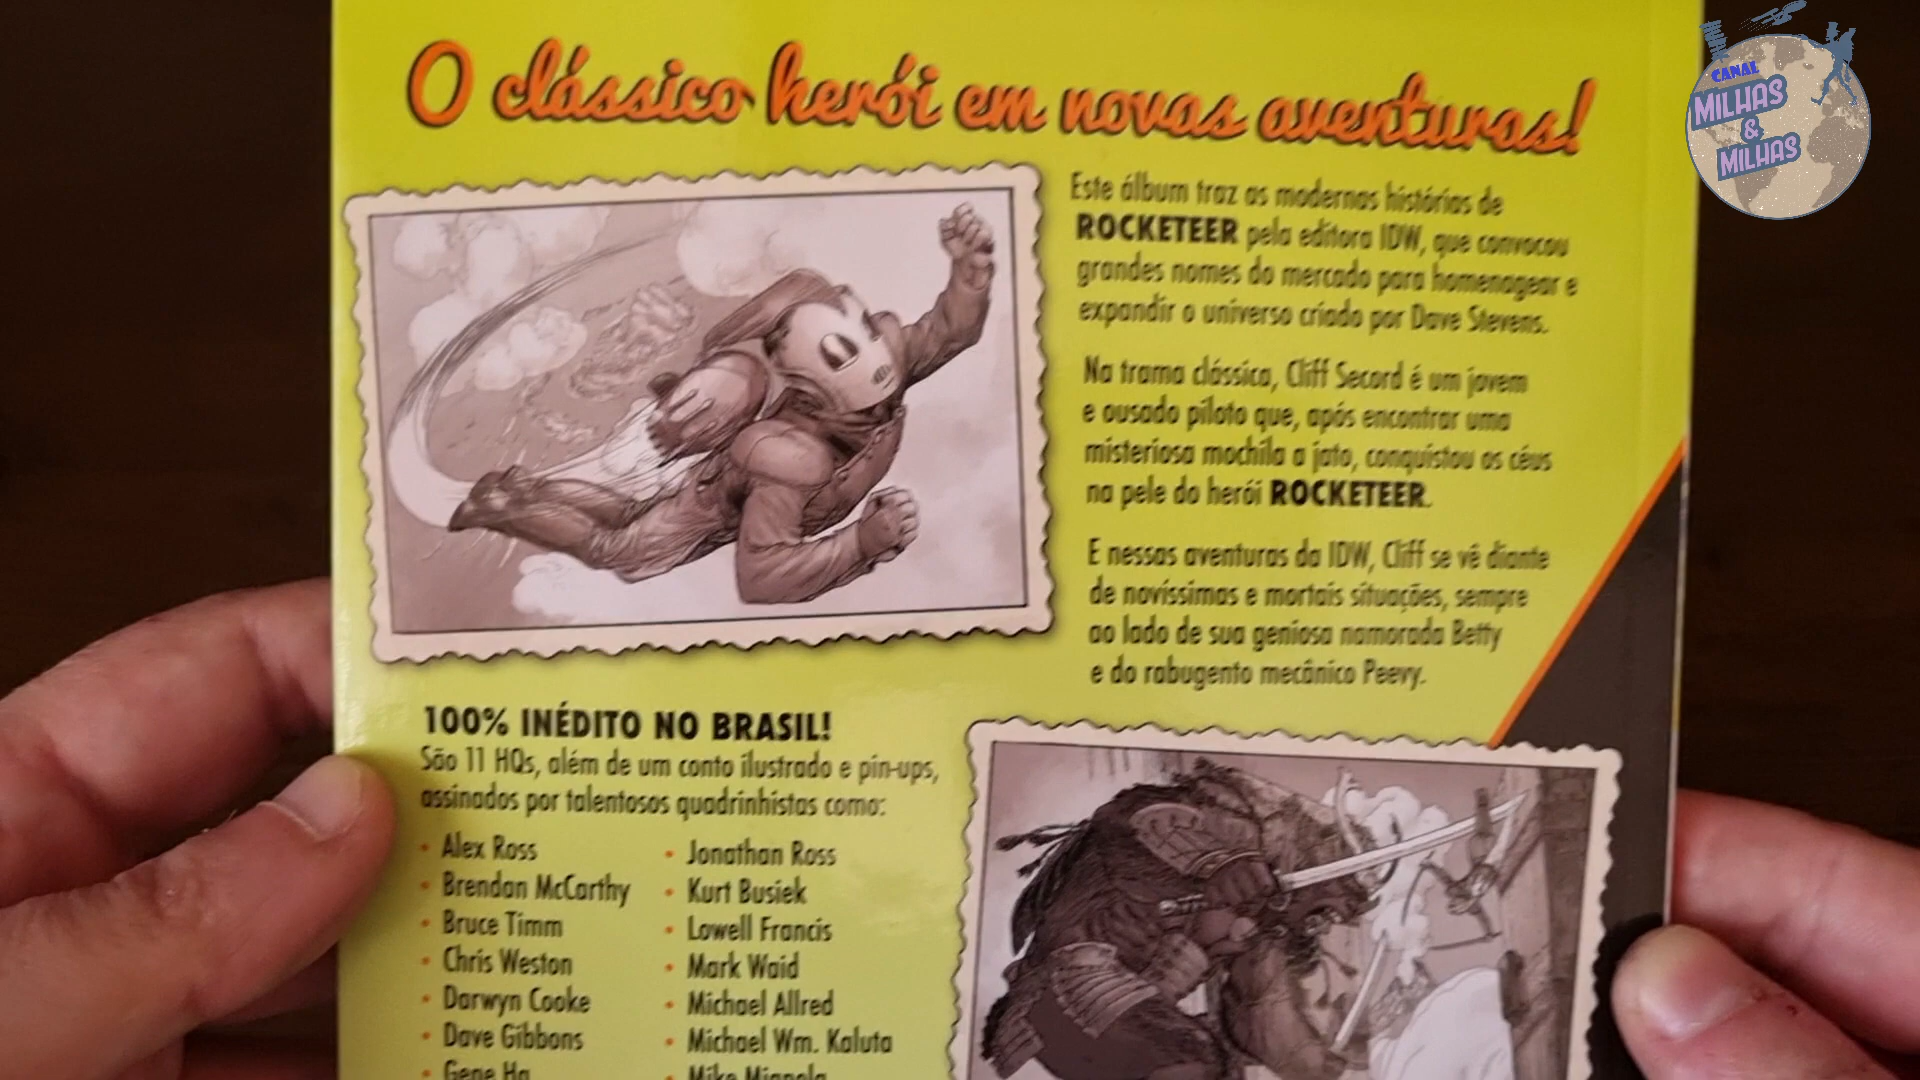 O clássico herói em novas aventuras!
Este álbum traz as modernas histórias de
ROCKETEER pela editora IDW, que convocou
grandes nomes do mercado para homenagear e
expandir o universo criado por Dave Stevens.
Na trama clássica, Cliff Secord é um jovem
e ousado piloto que, após encontrar uma
misteriosa mochila a jato, conquistou os céus
na pele do herói ROCKETEER.
E nessas aventuras da IDW, Cliff se vê diante
de novíssimas e mortais situações, sempre
ao lado de sua geniosa namorada Betty
e do rabugento mecânico Peevy.
100% INÉDITO NO BRASIL!
São 11 HQs, além de um conto ilustrado e pin-ups,
assinados por talentosos quadrinhistas como:
• Alex Ross
• Brendan McCarthy
• Bruce Timm
• Chris Weston
• Darwyn Cooke
• Dave Gibbons
• Gene Ha
• Jonathan Ross
• Kurt Busiek
• Lowell Francis
• Mark Waid
• Michael Allred
• Michael Wm. Kaluta
• Mike Mignola
CANAL
MILHAS
&
MILHAS